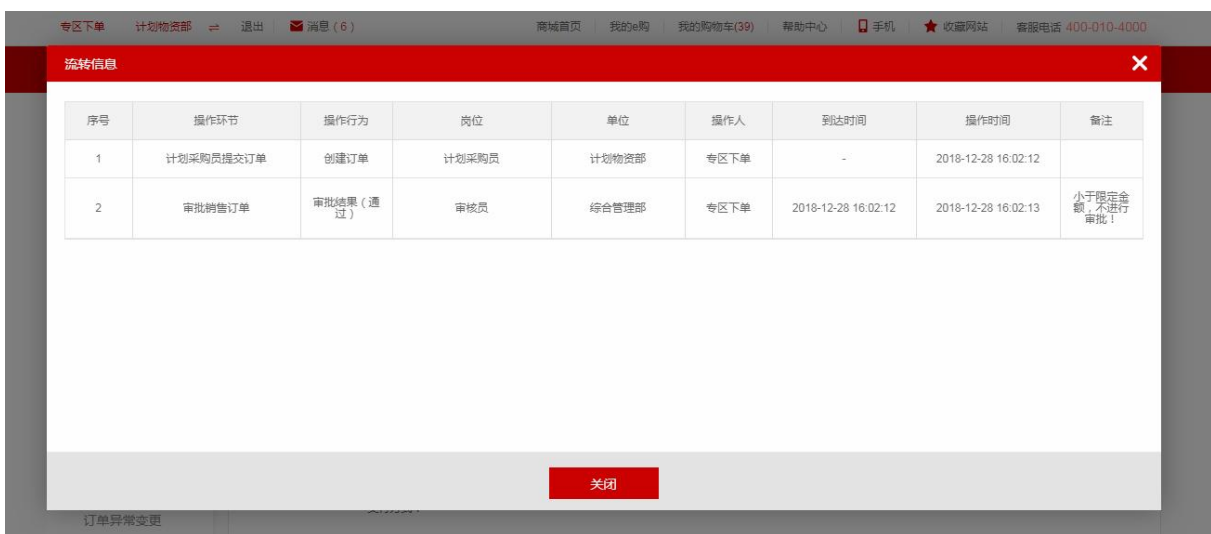 专区下单 计划物资部 退出 消息（6） 商城首页 我的e购 我的购物车(39) 帮助中心 手机 收藏网站 客服电话 400-010-4000
流转信息
序号 操作环节 操作行为 岗位 单位 操作人 到达时间 操作时间 备注
1 计划采购员提交订单 创建订单 计划采购员 计划物资部 专区下单 - 2018-12-28 16:02:12
2 审批销售订单 审批结果（通过） 审核员 综合管理部 专区下单 2018-12-28 16:02:12 2018-12-28 16:02:13 小于限定金额，不进行审批！
关闭
订单异常变更